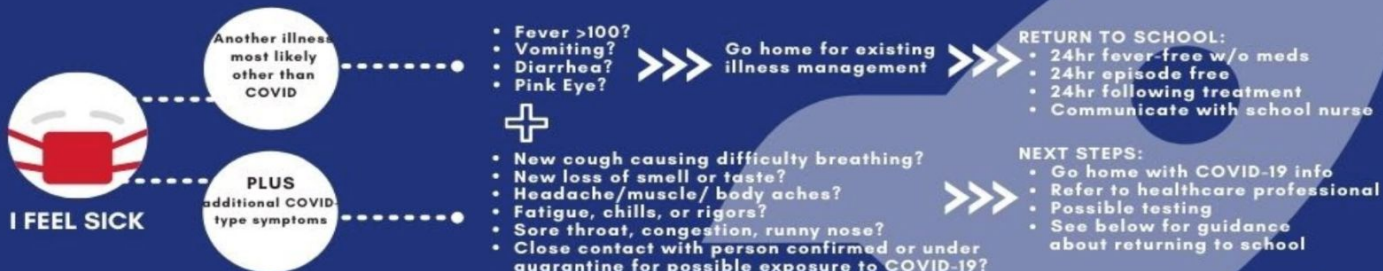 Another illness
most likely
other than
COVID
• Fever >100?
• Vomiting?
• Diarrhea?
• Pink Eye?
Go home for existing
illness management
RETURN TO SCHOOL:
• 24hr fever-free w/o meds
• 24hr episode free
• 24hr following treatment
• Communicate with school nurse
I FEEL SICK
PLUS
additional COVID-
type symptoms
• New cough causing difficulty breathing?
• New loss of smell or taste?
• Headache/muscle/ body aches?
• Fatigue, chills, or rigors?
• Sore throat, congestion, runny nose?
• Close contact with person confirmed or under
quarantine for possible exposure to COVID-19?
NEXT STEPS:
• Go home with COVID-19 info
• Refer to healthcare professional
• Possible testing
• See below for guidance
about returning to school